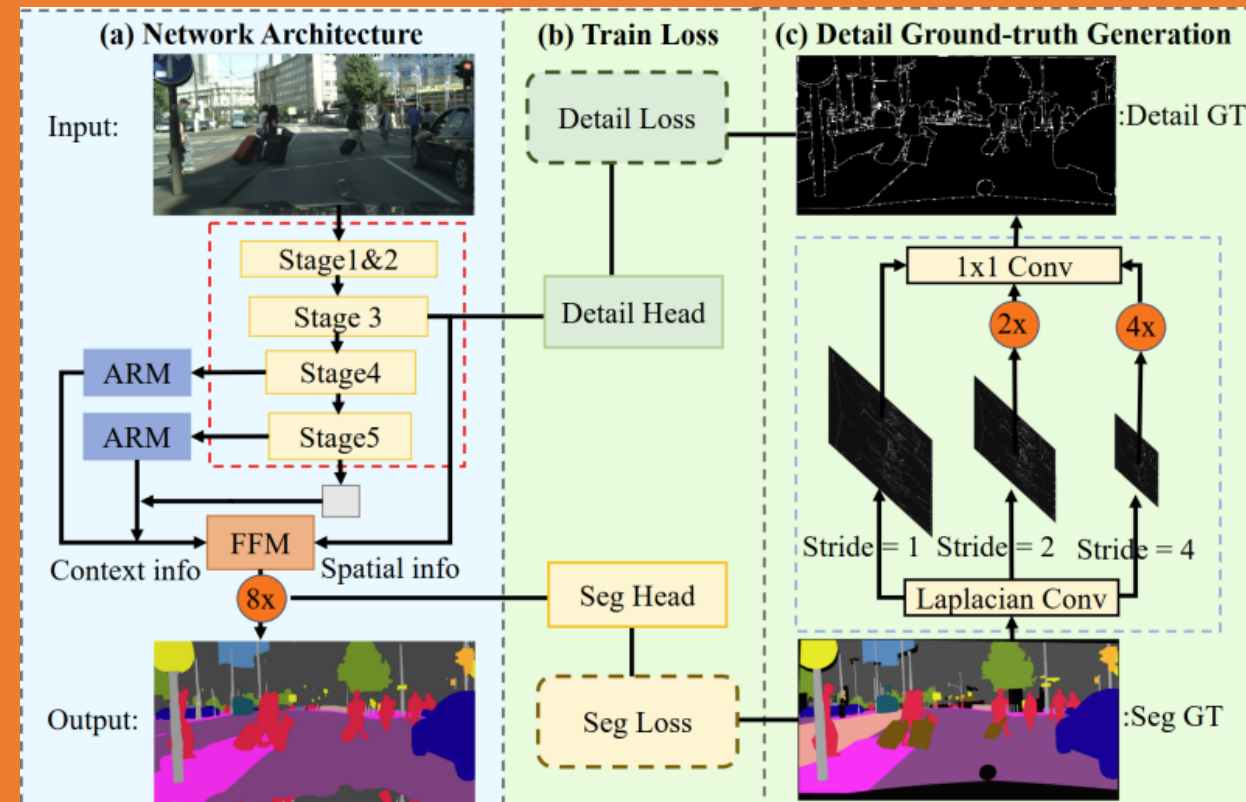 (a) Network Architecture
Input:
Stage1&2
Stage 3
Stage4
Stage5
ARM
ARM
FFM
Context info
Spatial info
8x
Output:
(b) Train Loss
Detail Loss
Detail Head
Seg Head
Seg Loss
(c) Detail Ground-truth Generation
:Detail GT
1x1 Conv
2x
4x
Stride = 1
Stride = 2
Stride = 4
Laplacian Conv
:Seg GT